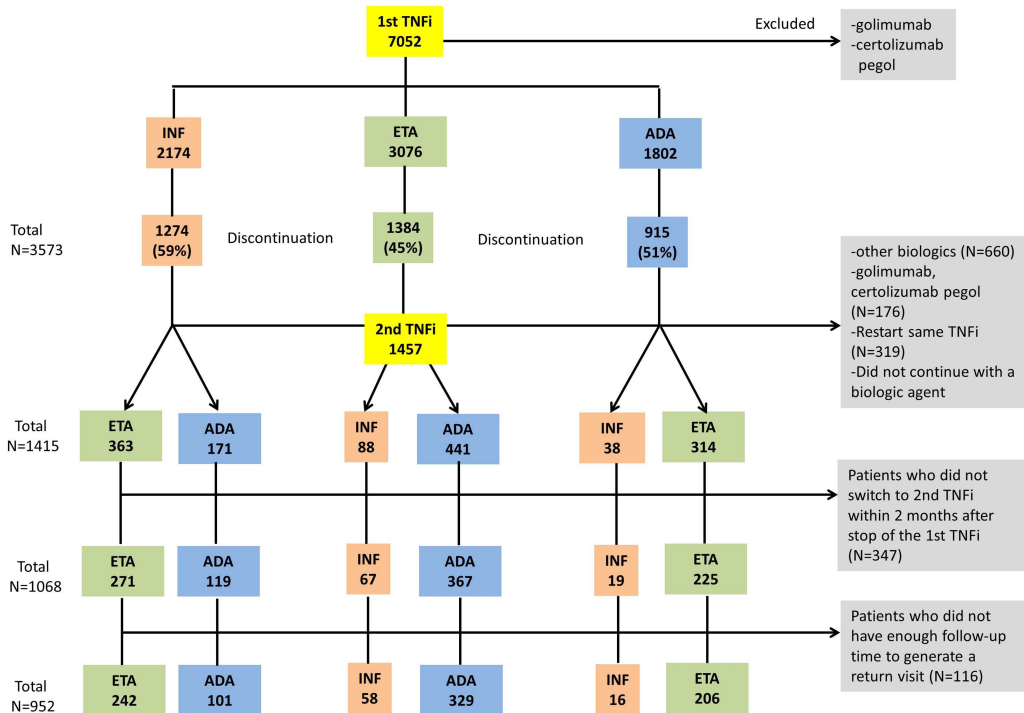 1st TNFi
7052
Excluded
-golimumab
-certolizumab
pegol
INF
2174
ETA
3076
ADA
1802
Total
N=3573
1274
(59%)
Discontinuation
1384
(45%)
Discontinuation
915
(51%)
-other biologics (N=660)
-golimumab,
certolizumab pegol
(N=176)
-Restart same TNFi
(N=319)
-Did not continue with a
biologic agent
2nd TNFi
1457
Total
N=1415
ETA
363
ADA
171
INF
88
ADA
441
INF
38
ETA
314
Patients who did not
switch to 2nd TNFi
within 2 months after
stop of the 1st TNFi
(N=347)
Total
N=1068
ETA
271
ADA
119
INF
67
ADA
367
INF
19
ETA
225
Patients who did not
have enough follow-up
time to generate a
return visit (N=116)
Total
N=952
ETA
242
ADA
101
INF
58
ADA
329
INF
16
ETA
206